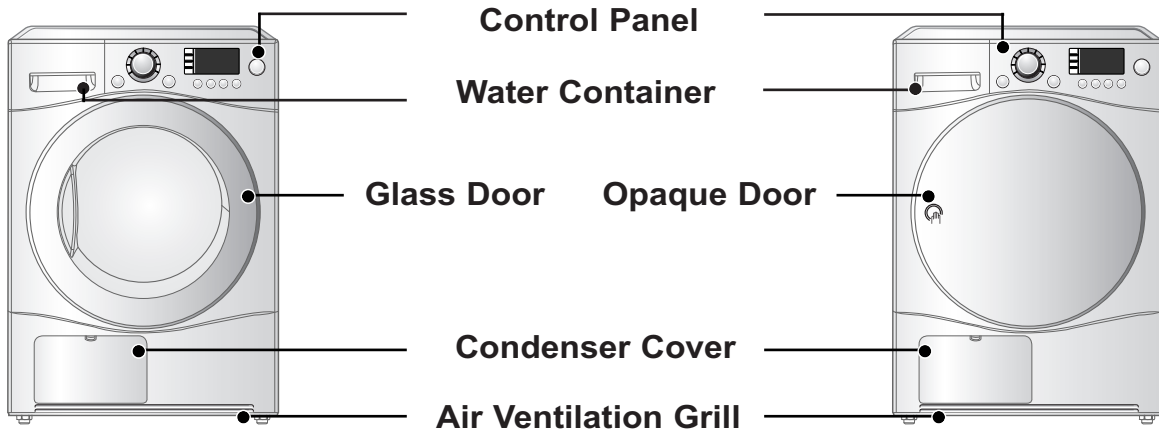 Control Panel
Water Container
Glass Door
Opaque Door
Condenser Cover
Air Ventilation Grill